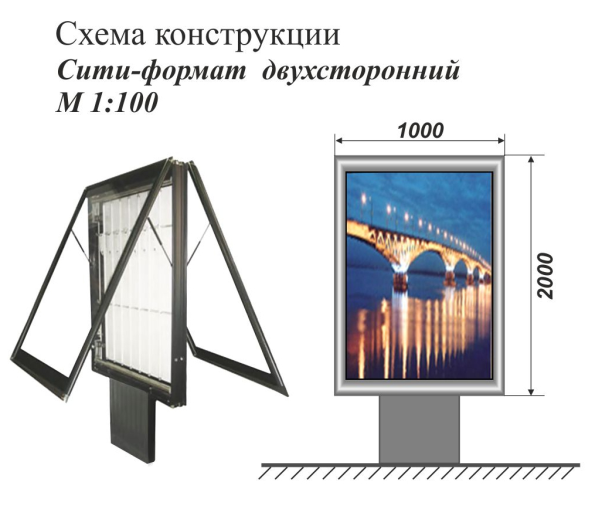 Схема конструкции
Сити-формат двухсторонний
М 1:100
1000
2000